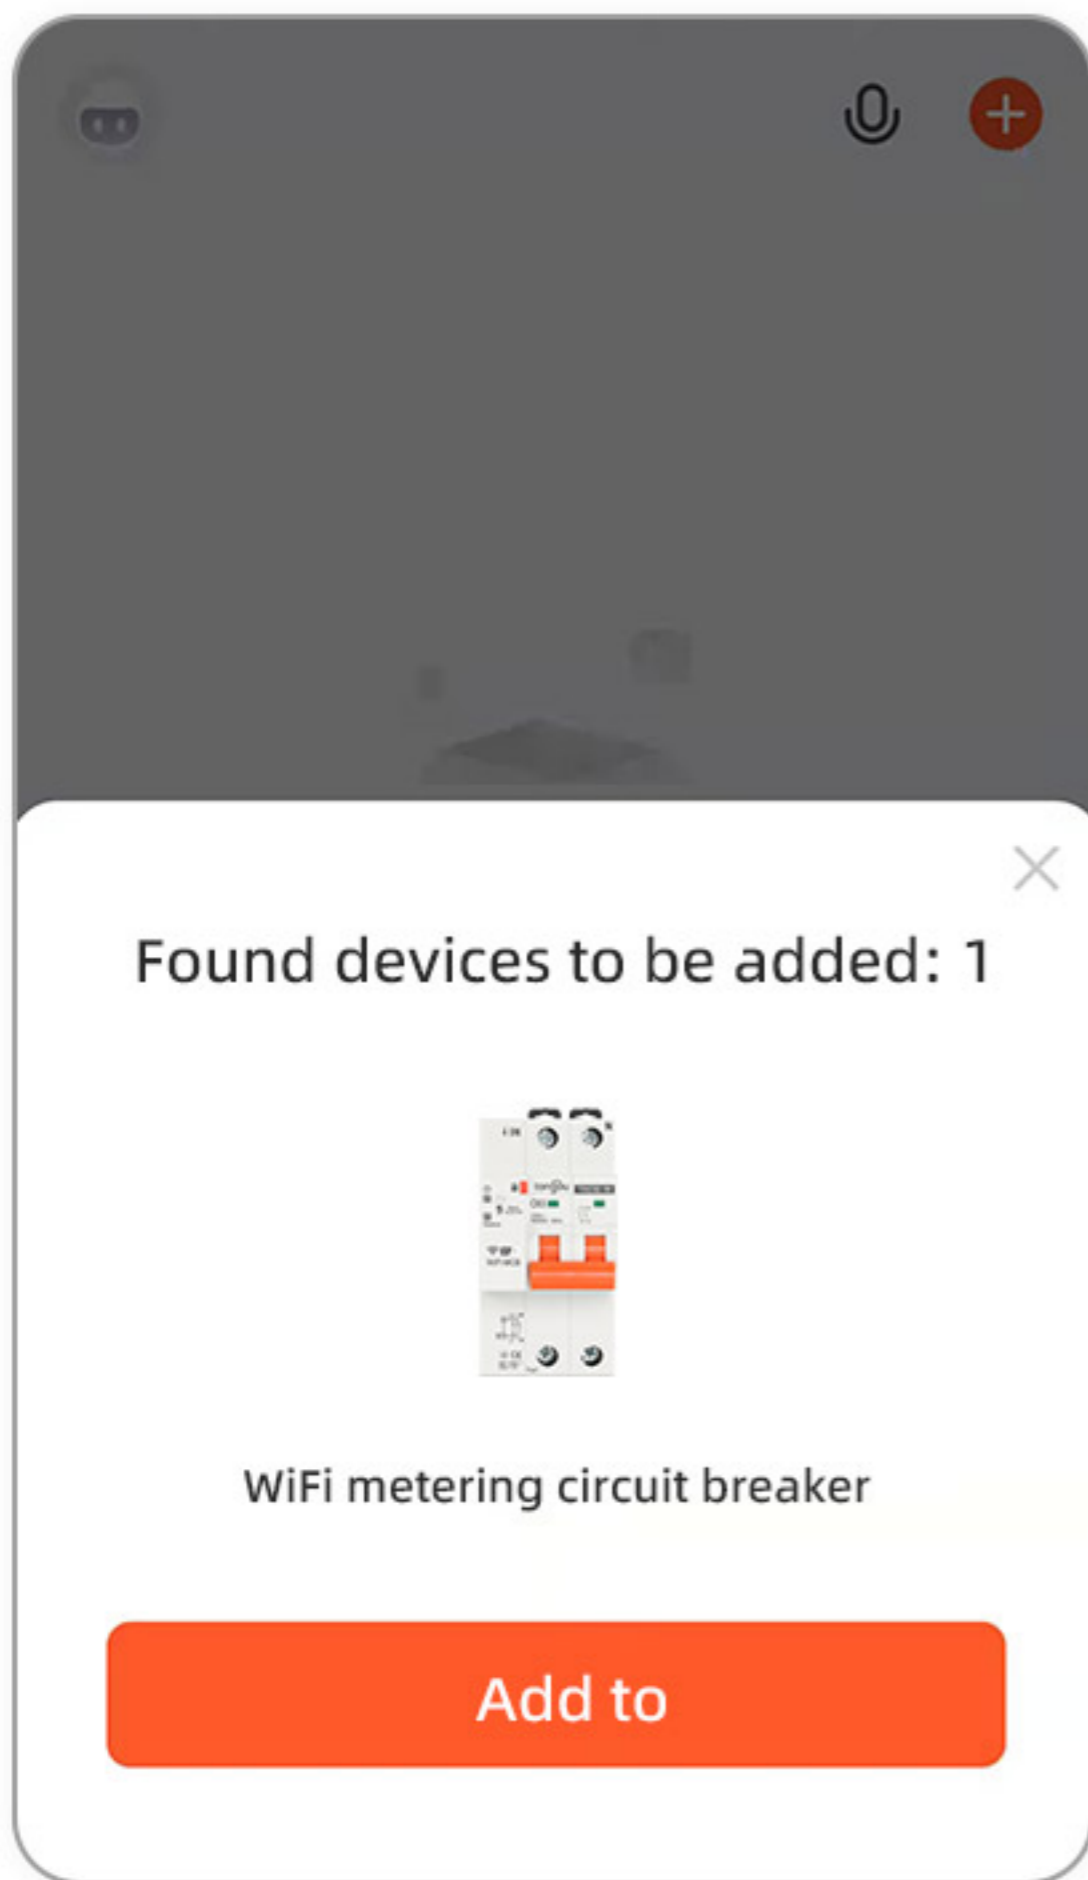 Found devices to be added: 1
WiFi metering circuit breaker
Add to